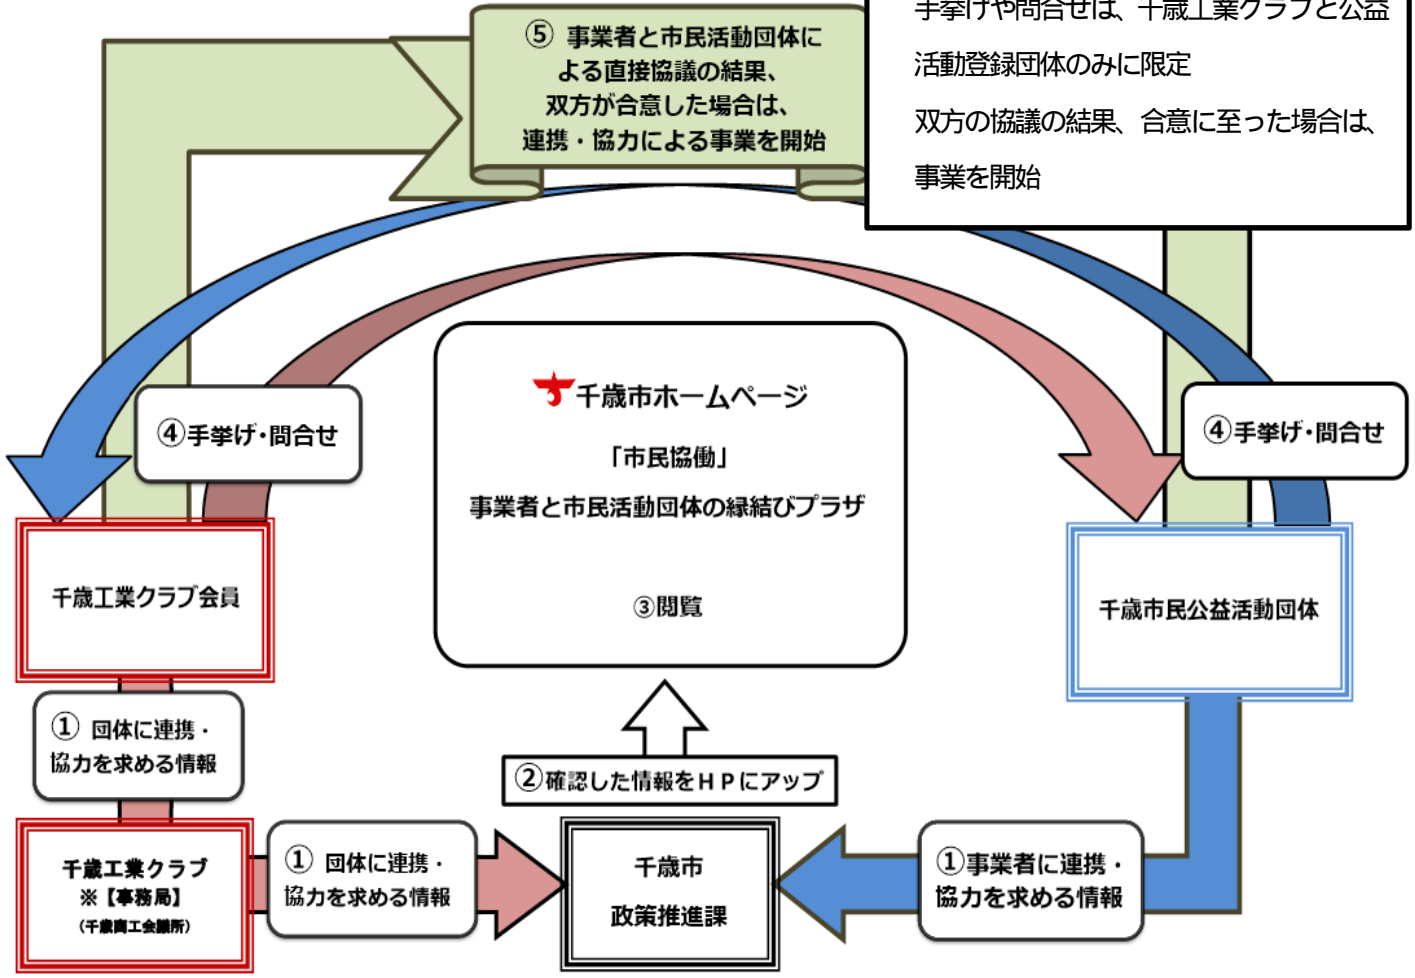 ⑤ 事業者と市民活動団体に
よる直接協議の結果、
双方が合意した場合は、
連携・協力による事業を開始
手挙げや問合せは、千歳工業クラブと公益
活動登録団体のみに限定
双方の協議の結果、合意に至った場合は、
事業を開始
④手挙げ・問合せ
千歳市ホームページ
「市民協働」
事業者と市民活動団体の縁結びプラザ
③閲覧
④手挙げ・問合せ
千歳工業クラブ会員
千歳市民公益活動団体
① 団体に連携・
協力を求める情報
②確認した情報をＨＰにアップ
千歳工業クラブ
※【事務局】
（千歳商工会議所）
① 団体に連携・
協力を求める情報
千歳市
政策推進課
①事業者に連携・
協力を求める情報